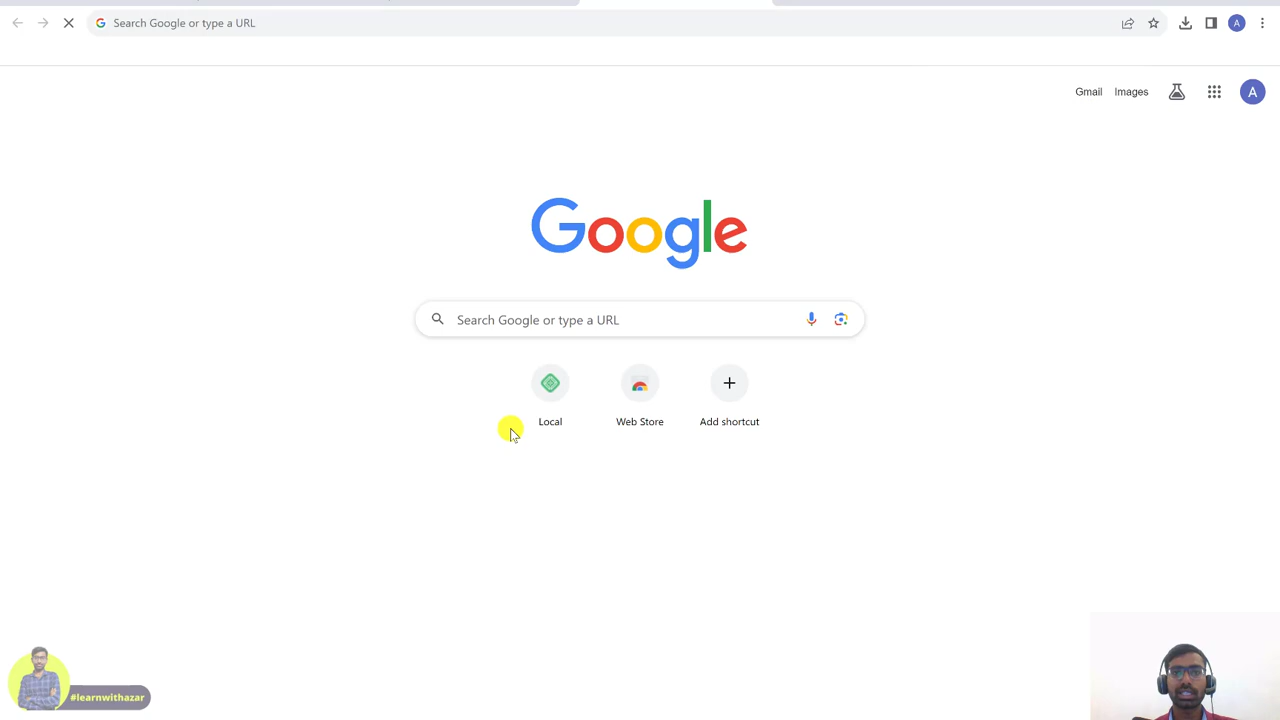 Search Google or type a URL
A
Gmail Images
A
Google
Search Google or type a URL
Local Web Store Add shortcut
#learnwithazar